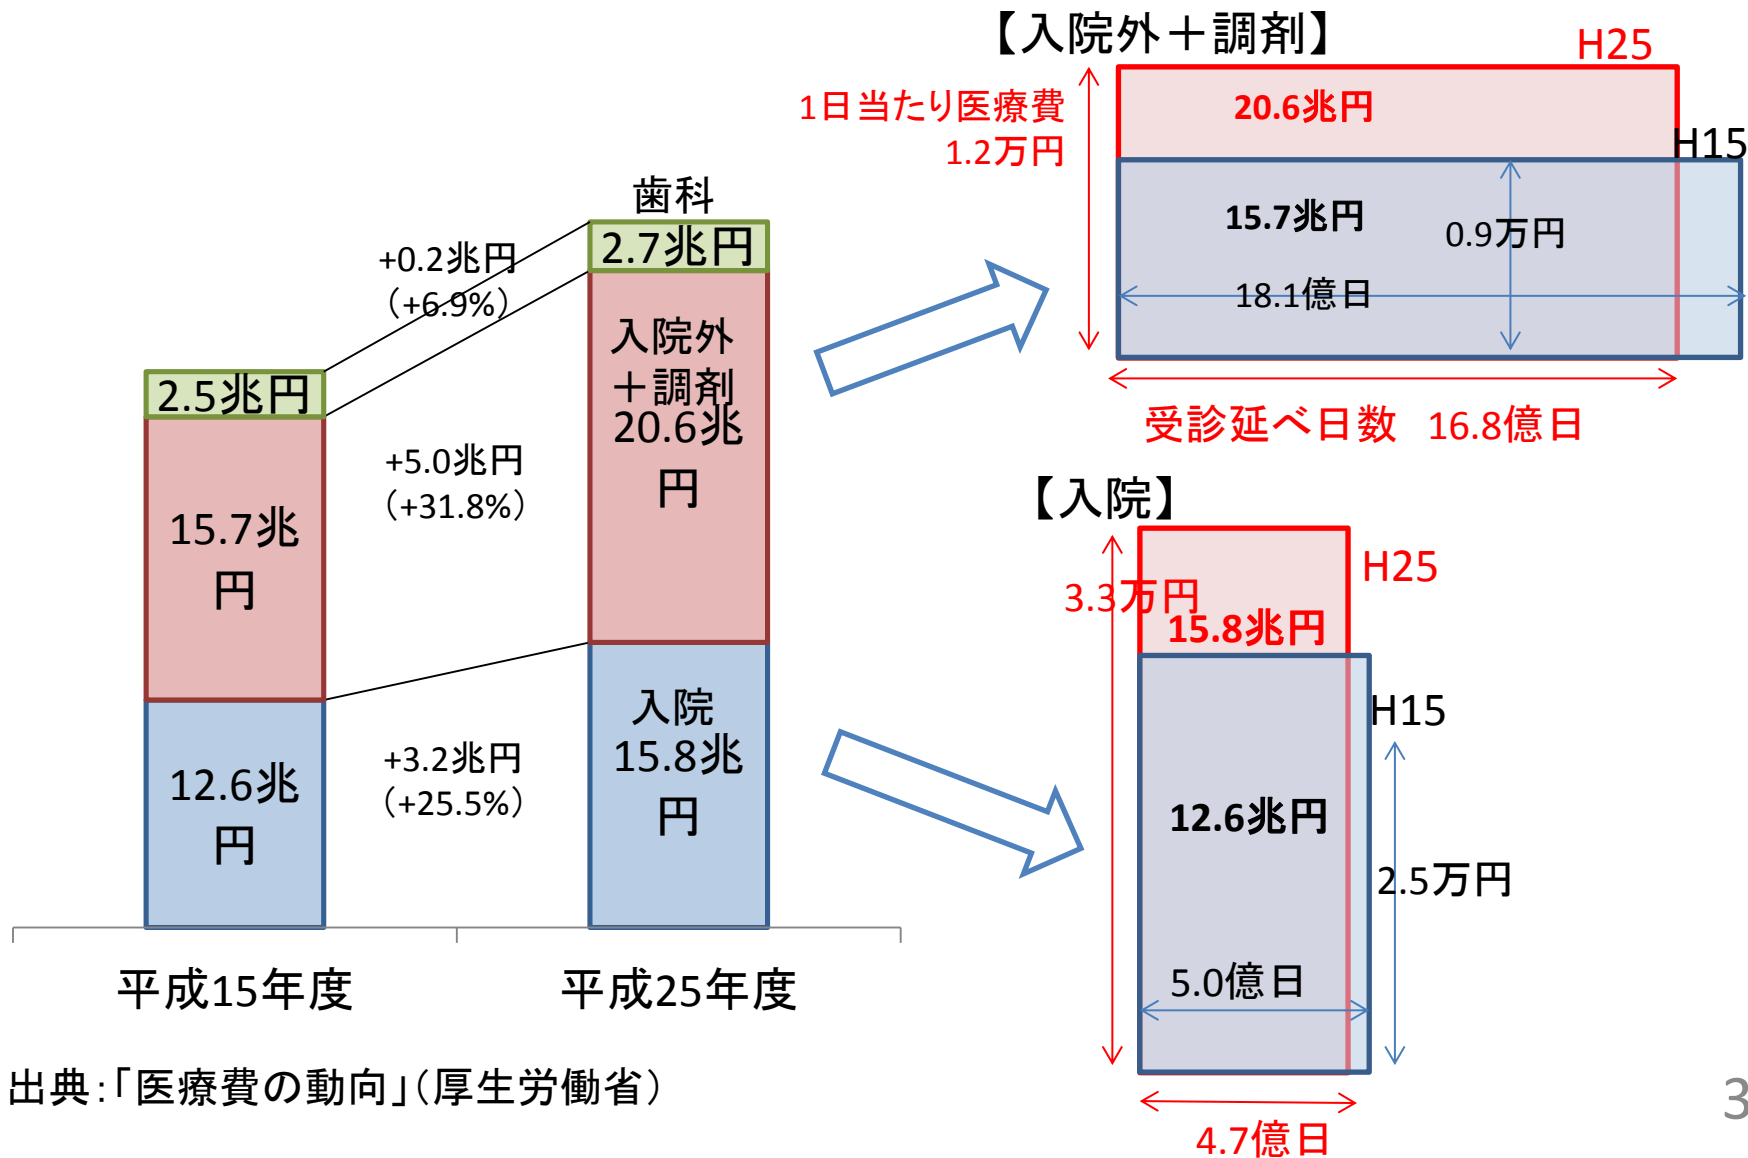 【入院外＋調剤】
H25
1日当たり医療費
1.2万円
20.6兆円
H15
15.7兆円
0.9万円
18.1億日
受診延べ日数 16.8億日
歯科
2.7兆円
+0.2兆円
（+6.9%）
入院外
＋調剤
20.6兆
円
2.5兆円
+5.0兆円
（+31.8%）
15.7兆
円
入院
15.8兆
円
+3.2兆円
（+25.5%）
12.6兆
円
平成15年度
平成25年度
【入院】
H25
3.3万円
15.8兆円
H15
12.6兆円
2.5万円
5.0億日
4.7億日
出典：「医療費の動向」（厚生労働省）
3